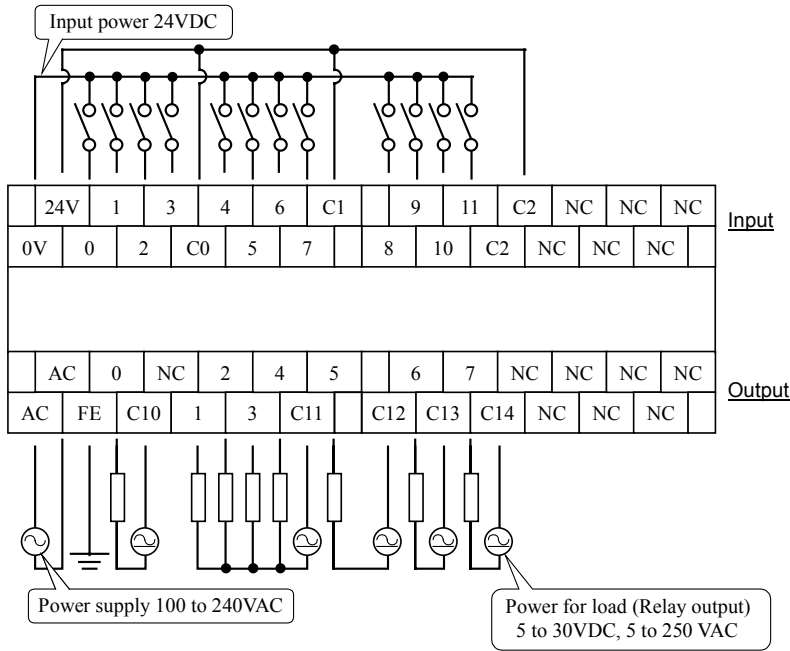 Input power 24VDC
24V 1 3 4 6 C1 9 11 C2 NC NC NC
Input
0V 0 2 C0 5 7 8 10 C2 NC NC NC
AC 0 NC 2 4 5 6 7 NC NC NC NC
Output
AC FE C10 1 3 C11 C12 C13 C14 NC NC NC
Power supply 100 to 240VAC
Power for load (Relay output)
5 to 30VDC, 5 to 250 VAC